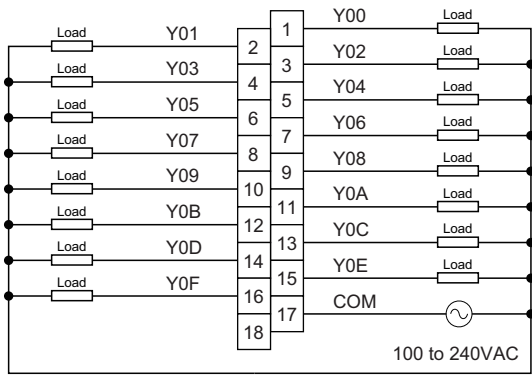 Y00 Load
1
Load Y01
2
Y02 Load
3
Load Y03
4
Y04 Load
5
Load Y05
6
Y06 Load
7
Load Y07
8
Y08 Load
9
Load Y09
10
Y0A Load
11
Load Y0B
12
Y0C Load
13
Load Y0D
14
Y0E Load
15
Load Y0F
16
COM
17
18
100 to 240VAC